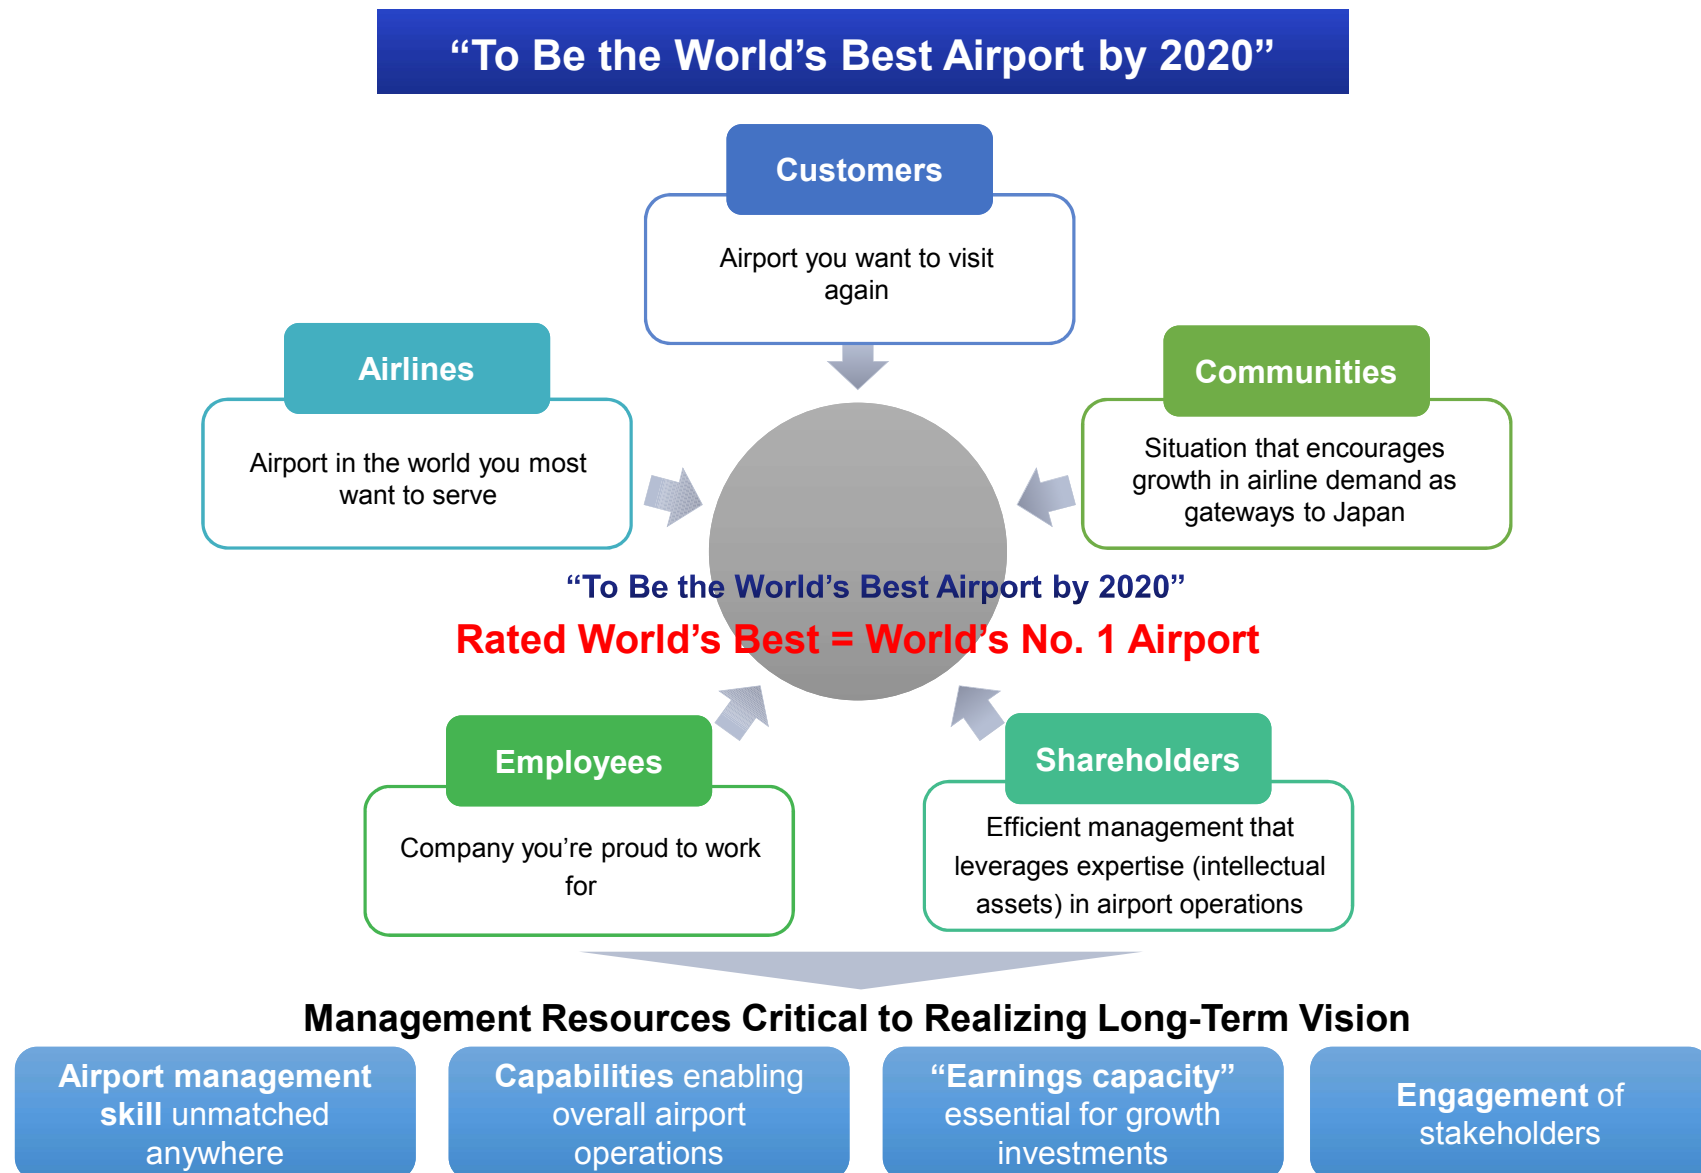 “To Be the World’s Best Airport by 2020”
Customers
Airport you want to visit
again
Airlines
Airport in the world you most
want to serve
Communities
Situation that encourages
growth in airline demand as
gateways to Japan
“To Be the World’s Best Airport by 2020”
Rated World’s Best = World’s No. 1 Airport
Employees
Company you’re proud to work
for
Shareholders
Efficient management that
leverages expertise (intellectual
assets) in airport operations
Management Resources Critical to Realizing Long-Term Vision
Airport management
skill unmatched
anywhere
Capabilities enabling
overall airport
operations
“Earnings capacity”
essential for growth
investments
Engagement of
stakeholders